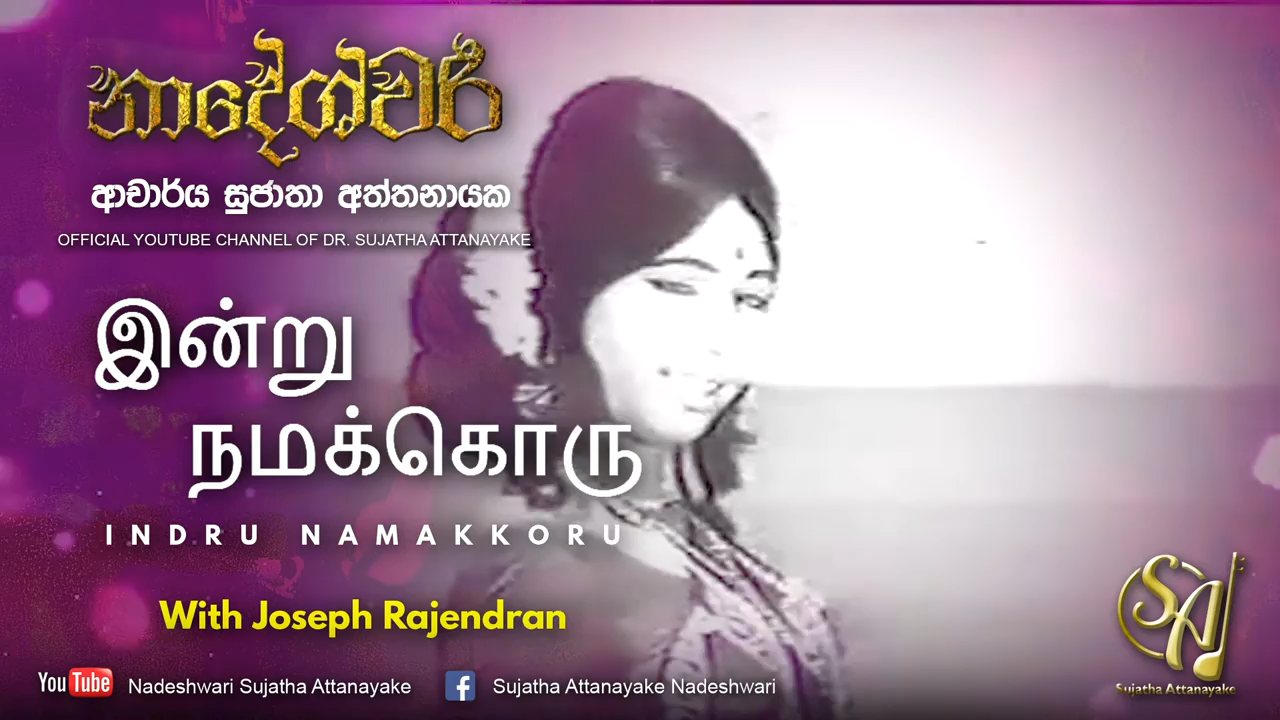 නාදේශ්වරී
ආචාර්ය සුජාතා අත්තනායක
OFFICIAL YOUTUBE CHANNEL OF DR. SUJATHA ATTANAYAKE
இன்று
நமக்கொரு
INDRU NAMAKKORU
With Joseph Rajendran
YouTube Nadeshwari Sujatha Attanayake f Sujatha Attanayake Nadeshwari
SA
Sujatha Attanayake